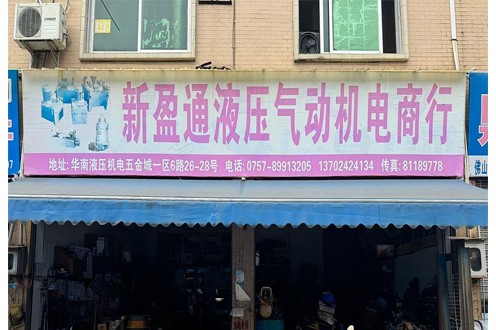 新盈通液压气动机电商行
地址: 华南液压机电五金城一区6路26-28号 电话: 0757-89913205 13702424134 传真: 81189778
佛山